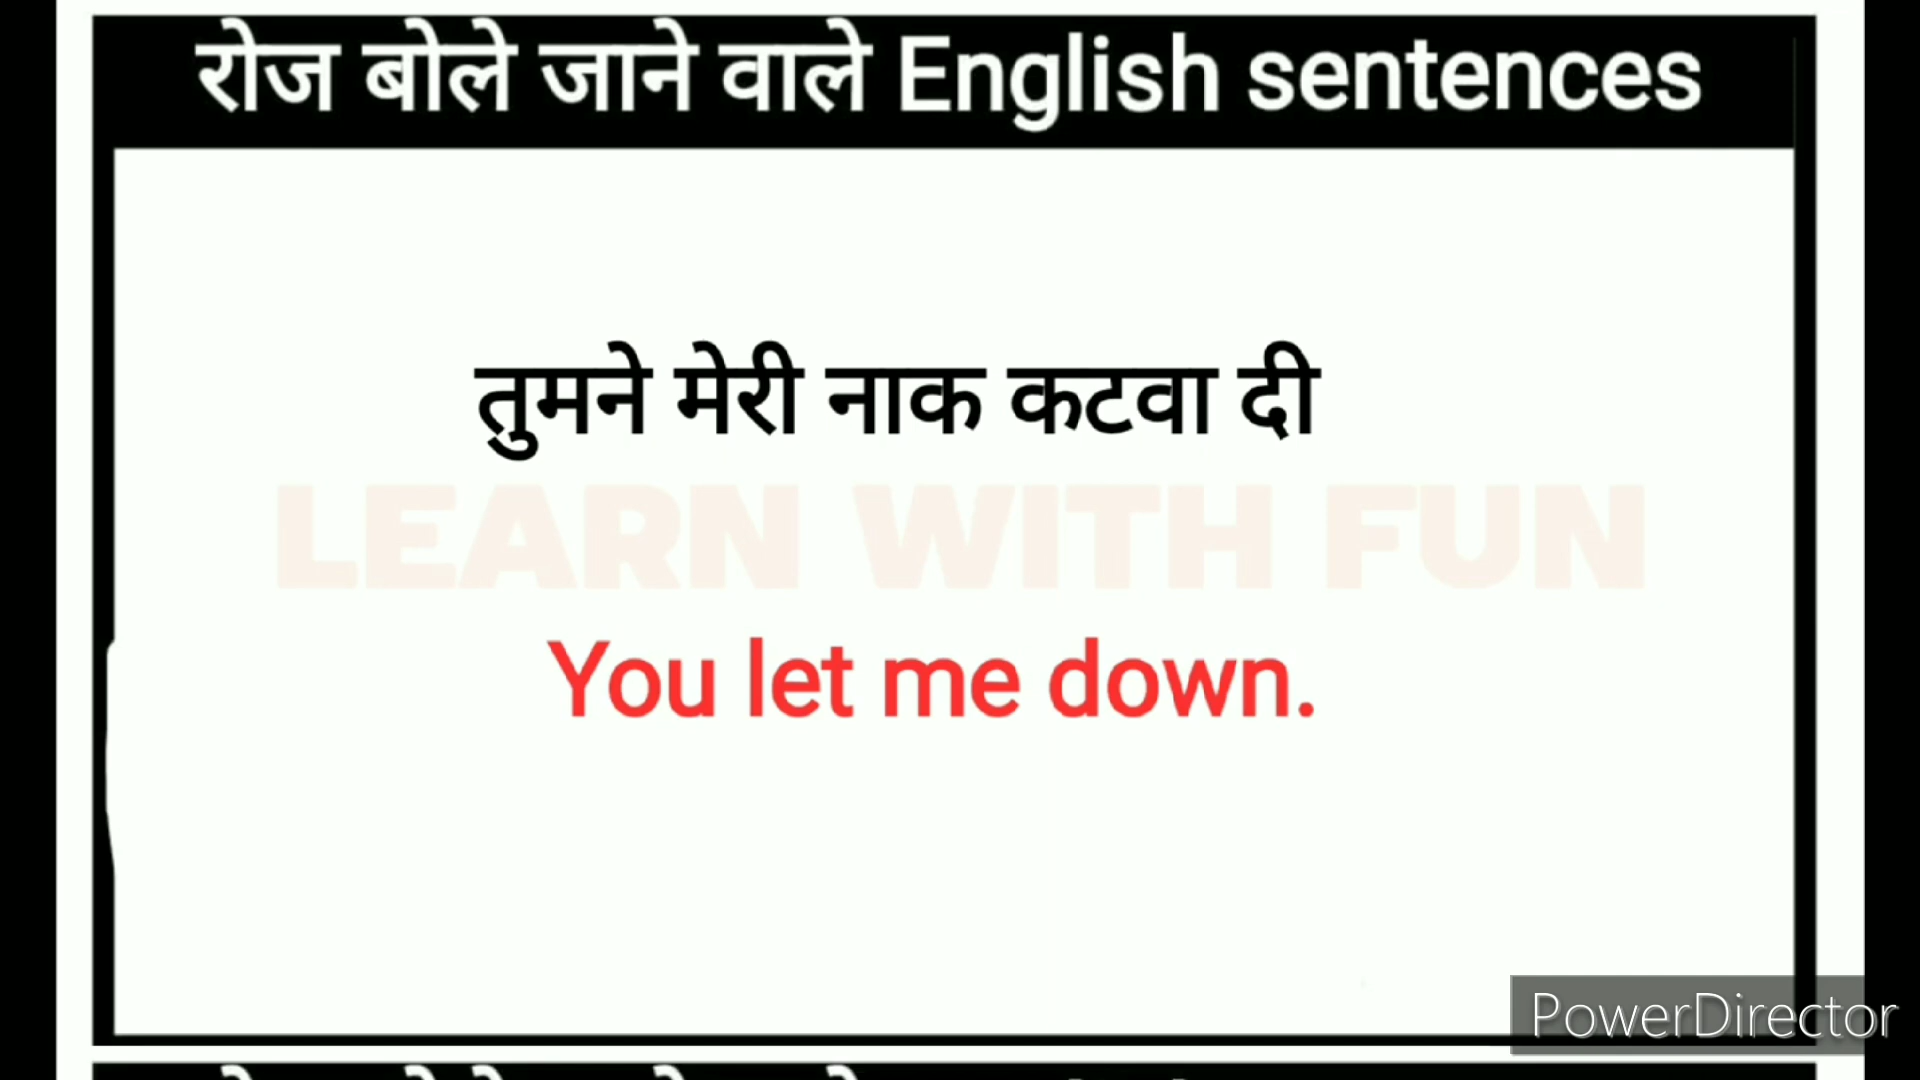 रोज बोले जाने वाले English sentences
तुमने मेरी नाक कटवा दी
LEARN WITH FUN
You let me down.
PowerDirector